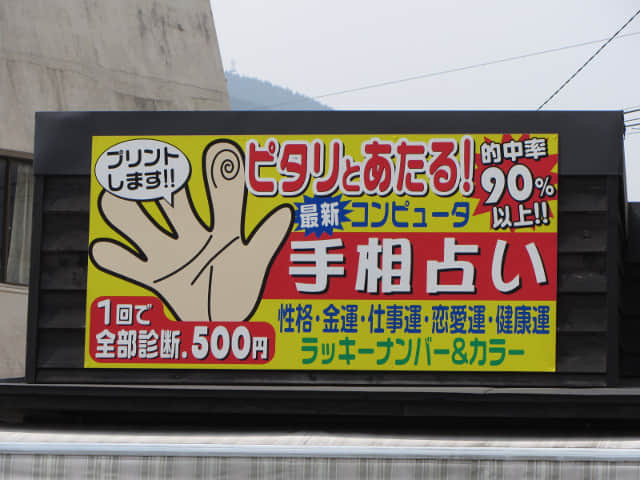 プリント
します!!
ピタリとあたる!
的中率
90%
以上!!
最新
コンピュータ
手相占い
1回で
全部診断.500円
性格・金運・仕事運・恋愛運・健康運
ラッキーナンバー&カラー